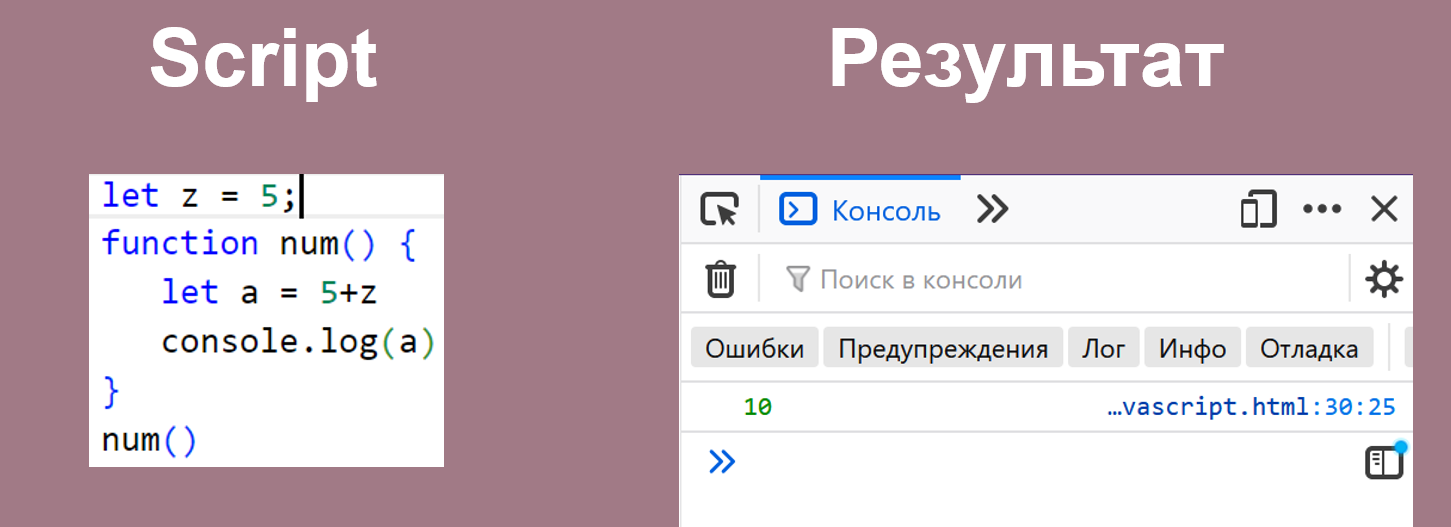 Script
Результат
let z = 5;
function num() {
let a = 5+z
console.log(a)
}
num()
Консоль
Поиск в консоли
Ошибки Предупреждения Лог Инфо Отладка
10 …vascript.html:30:25